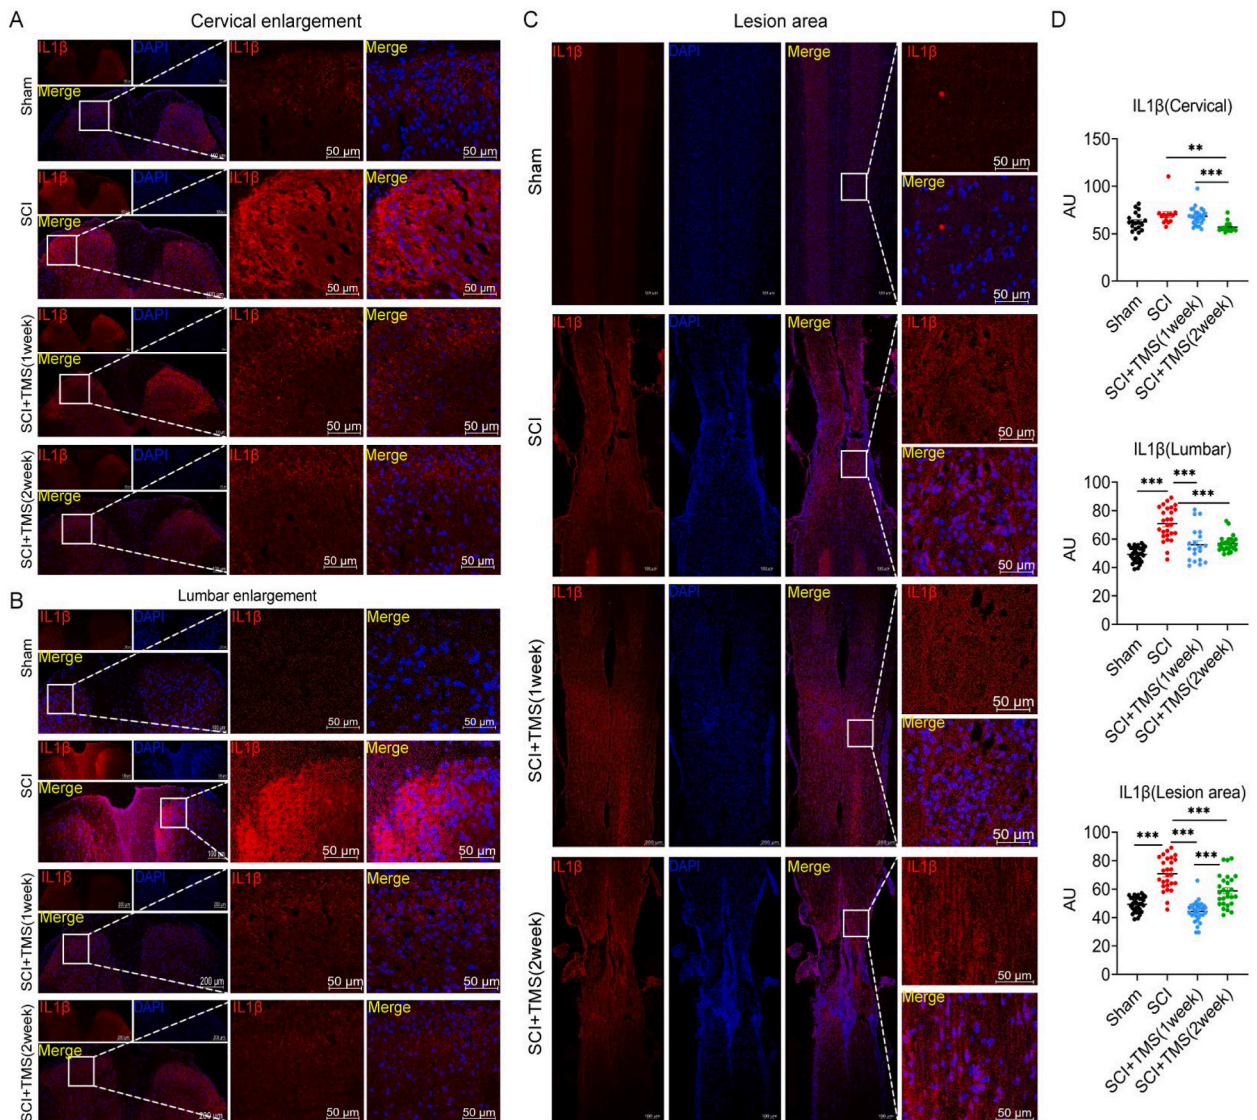 A
Cervical enlargement
Sham
IL1β
DAPI
IL1β
Merge
Merge
50 µm
50 µm
SCI
IL1β
DAPI
IL1β
Merge
Merge
50 µm
50 µm
SCI+TMS(1week)
IL1β
DAPI
IL1β
Merge
Merge
50 µm
50 µm
SCI+TMS(2week)
IL1β
DAPI
IL1β
Merge
Merge
50 µm
50 µm
B
Lumbar enlargement
Sham
IL1β
DAPI
IL1β
Merge
Merge
50 µm
50 µm
SCI
IL1β
DAPI
IL1β
Merge
Merge
100 µm
50 µm
50 µm
SCI+TMS(1week)
IL1β
DAPI
IL1β
Merge
Merge
200 µm
50 µm
50 µm
SCI+TMS(2week)
IL1β
DAPI
IL1β
Merge
Merge
200 µm
50 µm
50 µm
C
Lesion area
Sham
IL1β
DAPI
Merge
IL1β
50 µm
Merge
50 µm
SCI
IL1β
DAPI
Merge
IL1β
50 µm
Merge
50 µm
SCI+TMS(1week)
IL1β
DAPI
Merge
IL1β
50 µm
Merge
50 µm
SCI+TMS(2week)
IL1β
DAPI
Merge
IL1β
50 µm
Merge
50 µm
D
IL1β(Cervical)
AU
150
100
50
0
**
***
Sham
SCI
SCI+TMS(1week)
SCI+TMS(2week)
IL1β(Lumbar)
AU
100
80
60
40
20
0
*** ***
***
Sham
SCI
SCI+TMS(1week)
SCI+TMS(2week)
IL1β(Lesion area)
AU
100
80
60
40
20
0
***
*** ***
***
Sham
SCI
SCI+TMS(1week)
SCI+TMS(2week)